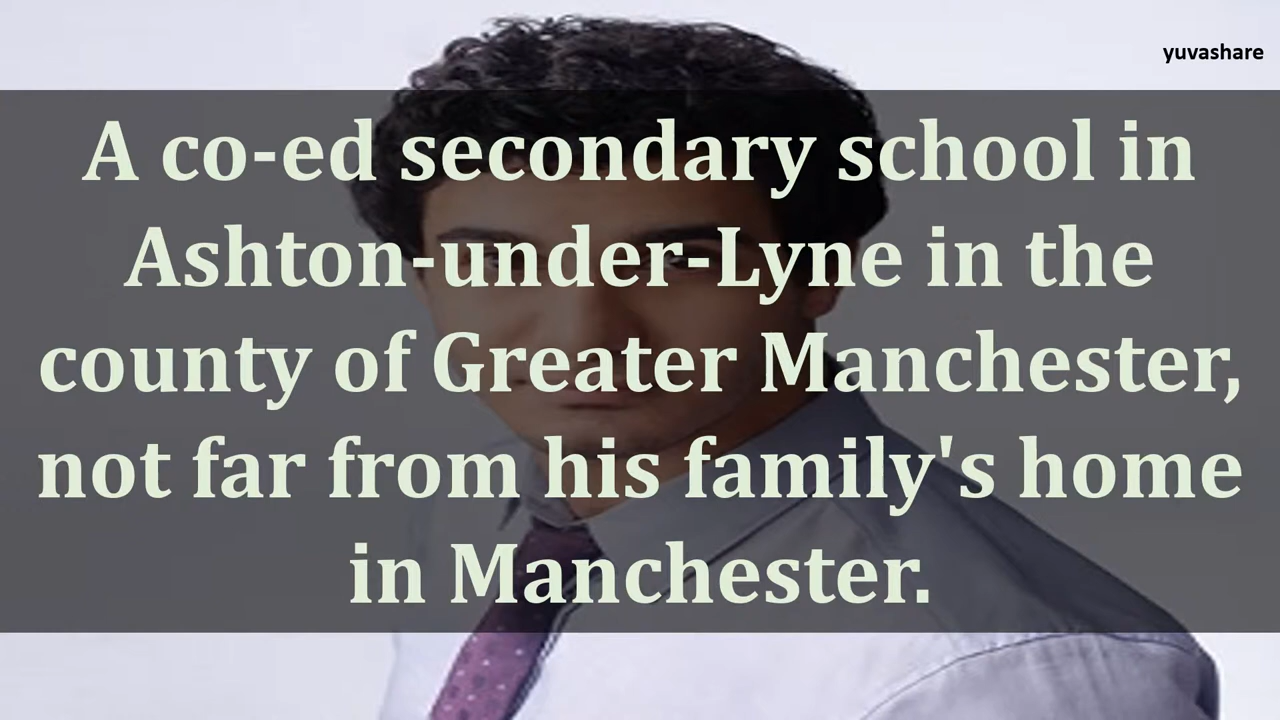 yuvashare
A co-ed secondary school in
Ashton-under-Lyne in the
county of Greater Manchester,
not far from his family's home
in Manchester.